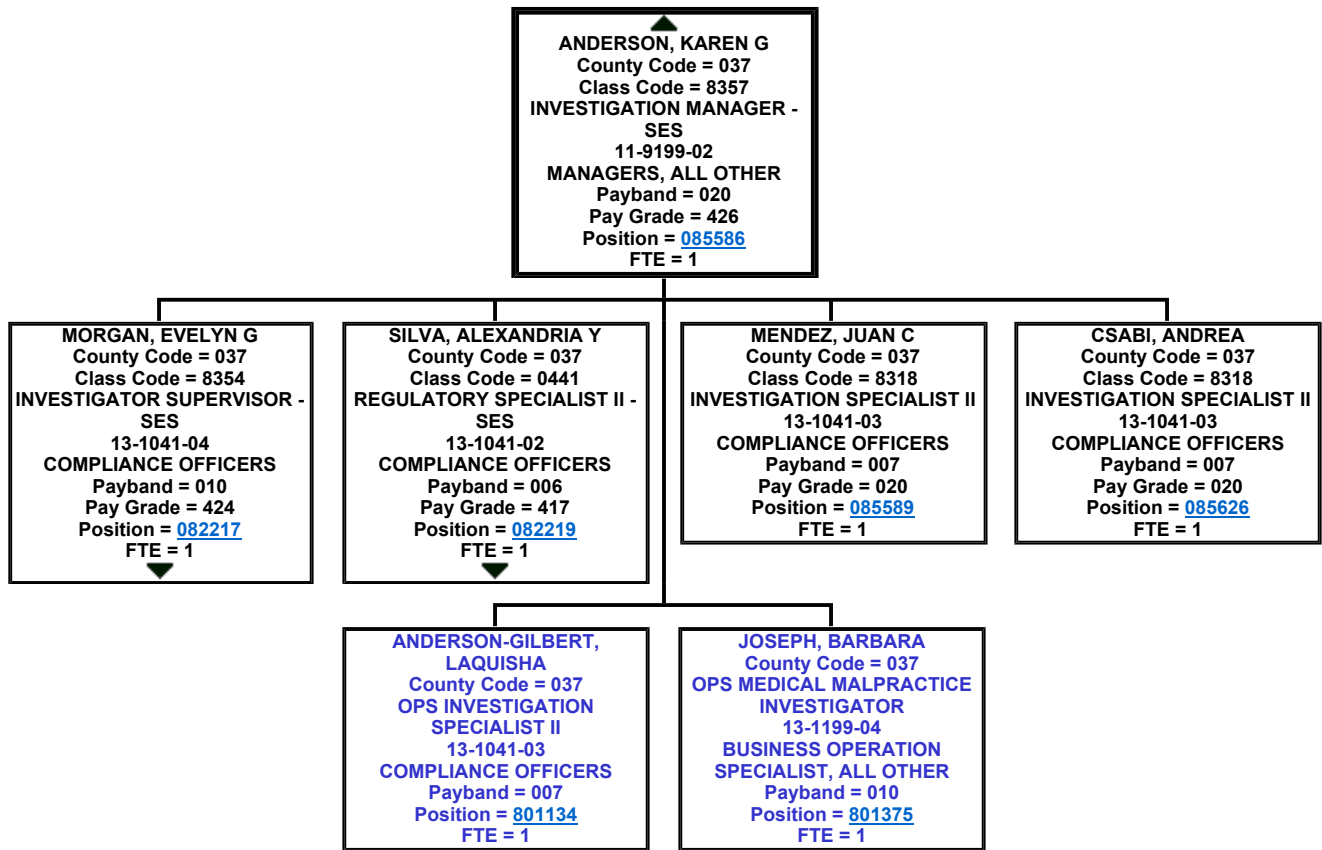 ANDERSON, KAREN G
County Code = 037
Class Code = 8357
INVESTIGATION MANAGER -
SES
11-9199-02
MANAGERS, ALL OTHER
Payband = 020
Pay Grade = 426
Position = 085586
FTE = 1
MORGAN, EVELYN G
County Code = 037
Class Code = 8354
INVESTIGATOR SUPERVISOR -
SES
13-1041-04
COMPLIANCE OFFICERS
Payband = 010
Pay Grade = 424
Position = 082217
FTE = 1
SILVA, ALEXANDRIA Y
County Code = 037
Class Code = 0441
REGULATORY SPECIALIST II -
SES
13-1041-02
COMPLIANCE OFFICERS
Payband = 006
Pay Grade = 417
Position = 082219
FTE = 1
MENDEZ, JUAN C
County Code = 037
Class Code = 8318
INVESTIGATION SPECIALIST II
13-1041-03
COMPLIANCE OFFICERS
Payband = 007
Pay Grade = 020
Position = 085589
FTE = 1
CSABI, ANDREA
County Code = 037
Class Code = 8318
INVESTIGATION SPECIALIST II
13-1041-03
COMPLIANCE OFFICERS
Payband = 007
Pay Grade = 020
Position = 085626
FTE = 1
ANDERSON-GILBERT,
LAQUISHA
County Code = 037
OPS INVESTIGATION
SPECIALIST II
13-1041-03
COMPLIANCE OFFICERS
Payband = 007
Position = 801134
FTE = 1
JOSEPH, BARBARA
County Code = 037
OPS MEDICAL MALPRACTICE
INVESTIGATOR
13-1199-04
BUSINESS OPERATION
SPECIALIST, ALL OTHER
Payband = 010
Position = 801375
FTE = 1